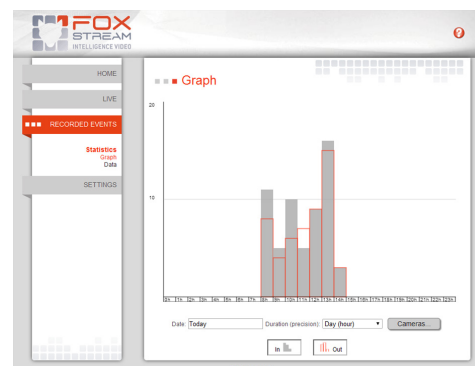 FOX
STREAM
INTELLIGENCE VIDEO
?
HOME
LIVE
RECORDED EVENTS
Statistics
Graph
Data
SETTINGS
Graph
20
10
0h 1h 2h 3h 4h 5h 6h 7h 8h 9h 10h 11h 12h 13h 14h 15h 16h 17h 18h 19h 20h 21h 22h 23h
Date: Today Duration (precision): Day (hour) Cameras...
In Out